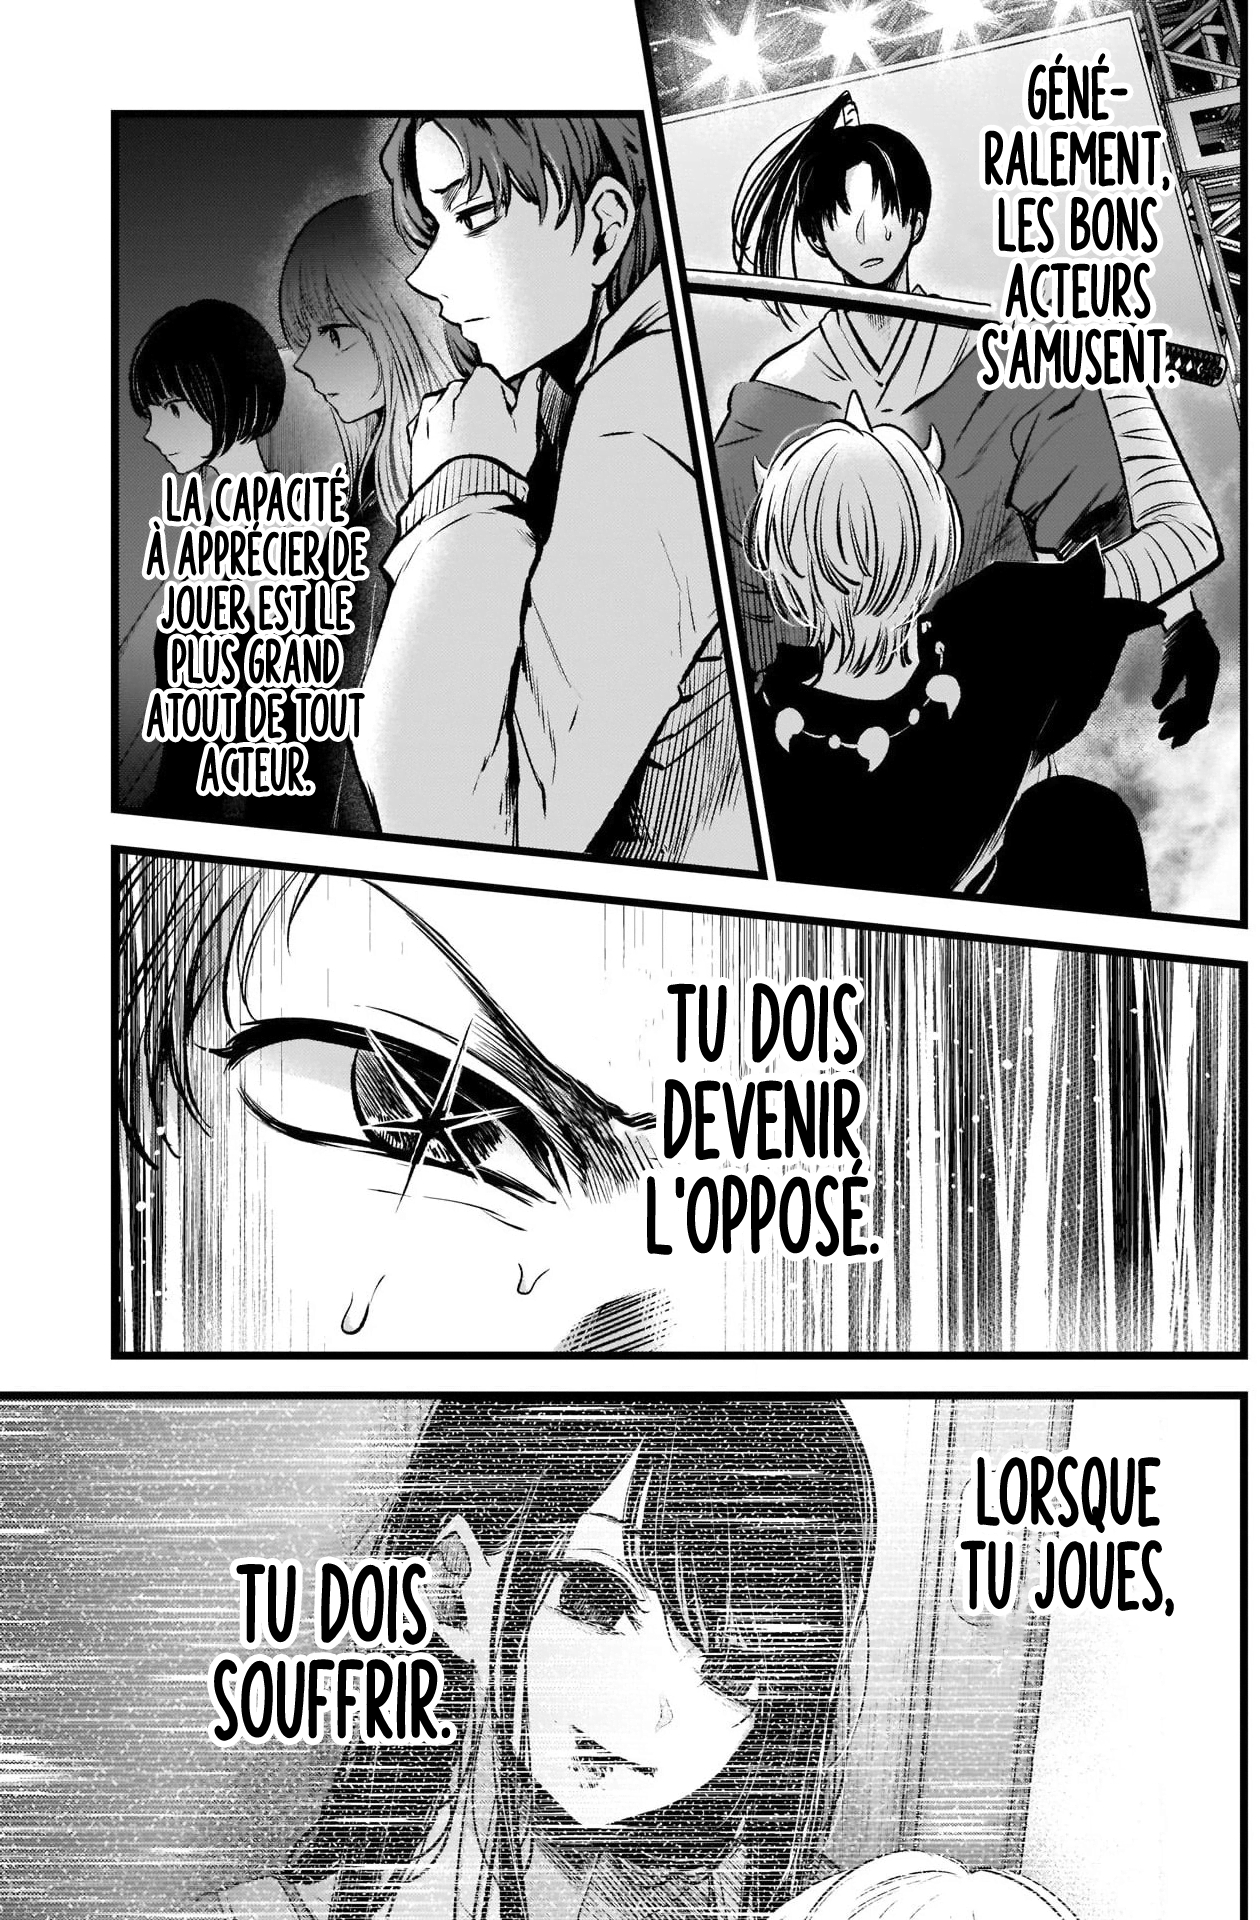 GÉNÉ-
RALEMENT,
LES BONS
ACTEURS
S'AMUSENT.
LA CAPACITÉ
À APPRÉCIER DE
JOUER EST LE
PLUS GRAND
ATOUT DE TOUT
ACTEUR.
TU DOIS
DEVENIR
L'OPPOSÉ.
LORSQUE
TU JOUES,
TU DOIS
SOUFFRIR.